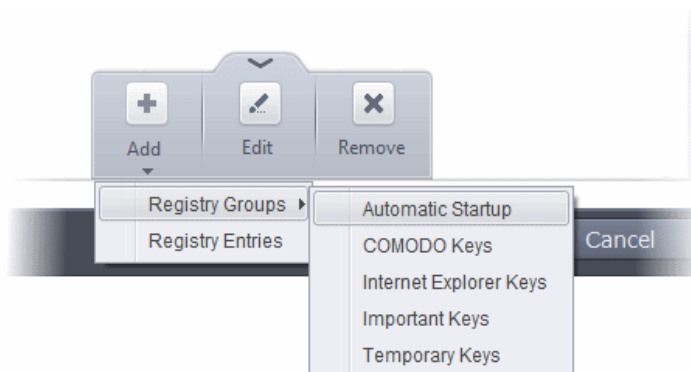 Add Edit Remove
Registry Groups
Registry Entries
Automatic Startup
COMODO Keys
Internet Explorer Keys
Important Keys
Temporary Keys
Cancel